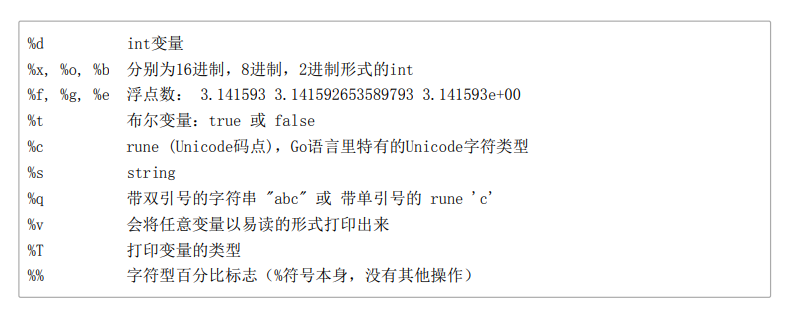 %d int变量
%x, %o, %b 分别为16进制，8进制，2进制形式的int
%f, %g, %e 浮点数： 3.141593 3.141592653589793 3.141593e+00
%t 布尔变量：true 或 false
%c rune (Unicode码点)，Go语言里特有的Unicode字符类型
%s string
%q 带双引号的字符串 "abc" 或 带单引号的 rune 'c'
%v 会将任意变量以易读的形式打印出来
%T 打印变量的类型
%% 字符型百分比标志（%符号本身，没有其他操作）